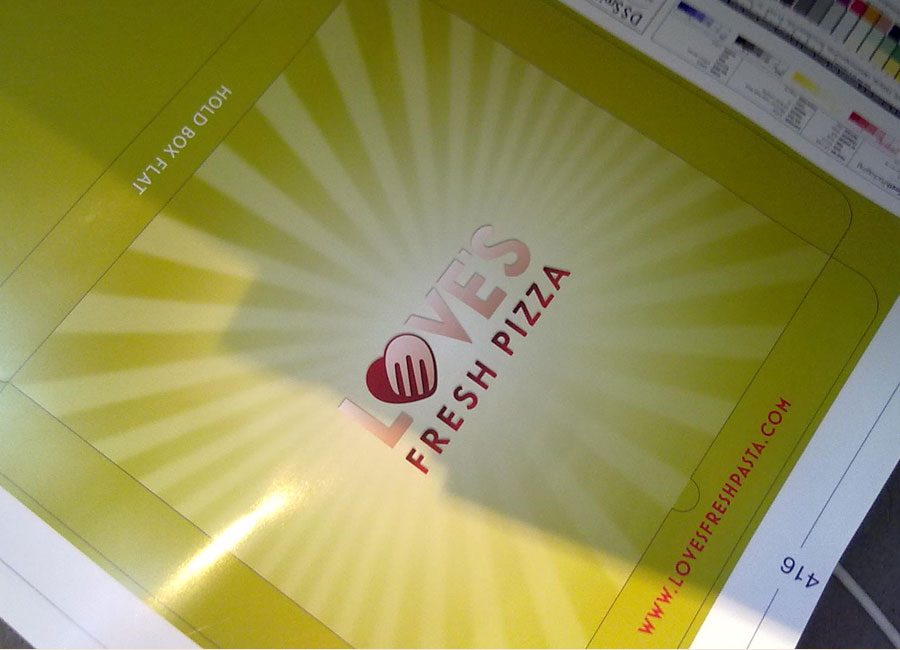 HOLD BOX FLAT
LOVE'S
FRESH PIZZA
WWW.LOVESFRESHPASTA.COM
416